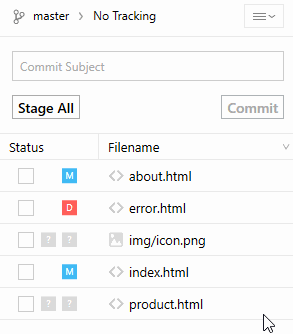 master No Tracking
Commit Subject
Stage All Commit
Status Filename
M about.html
D error.html
? ? img/icon.png
M index.html
? ? product.html